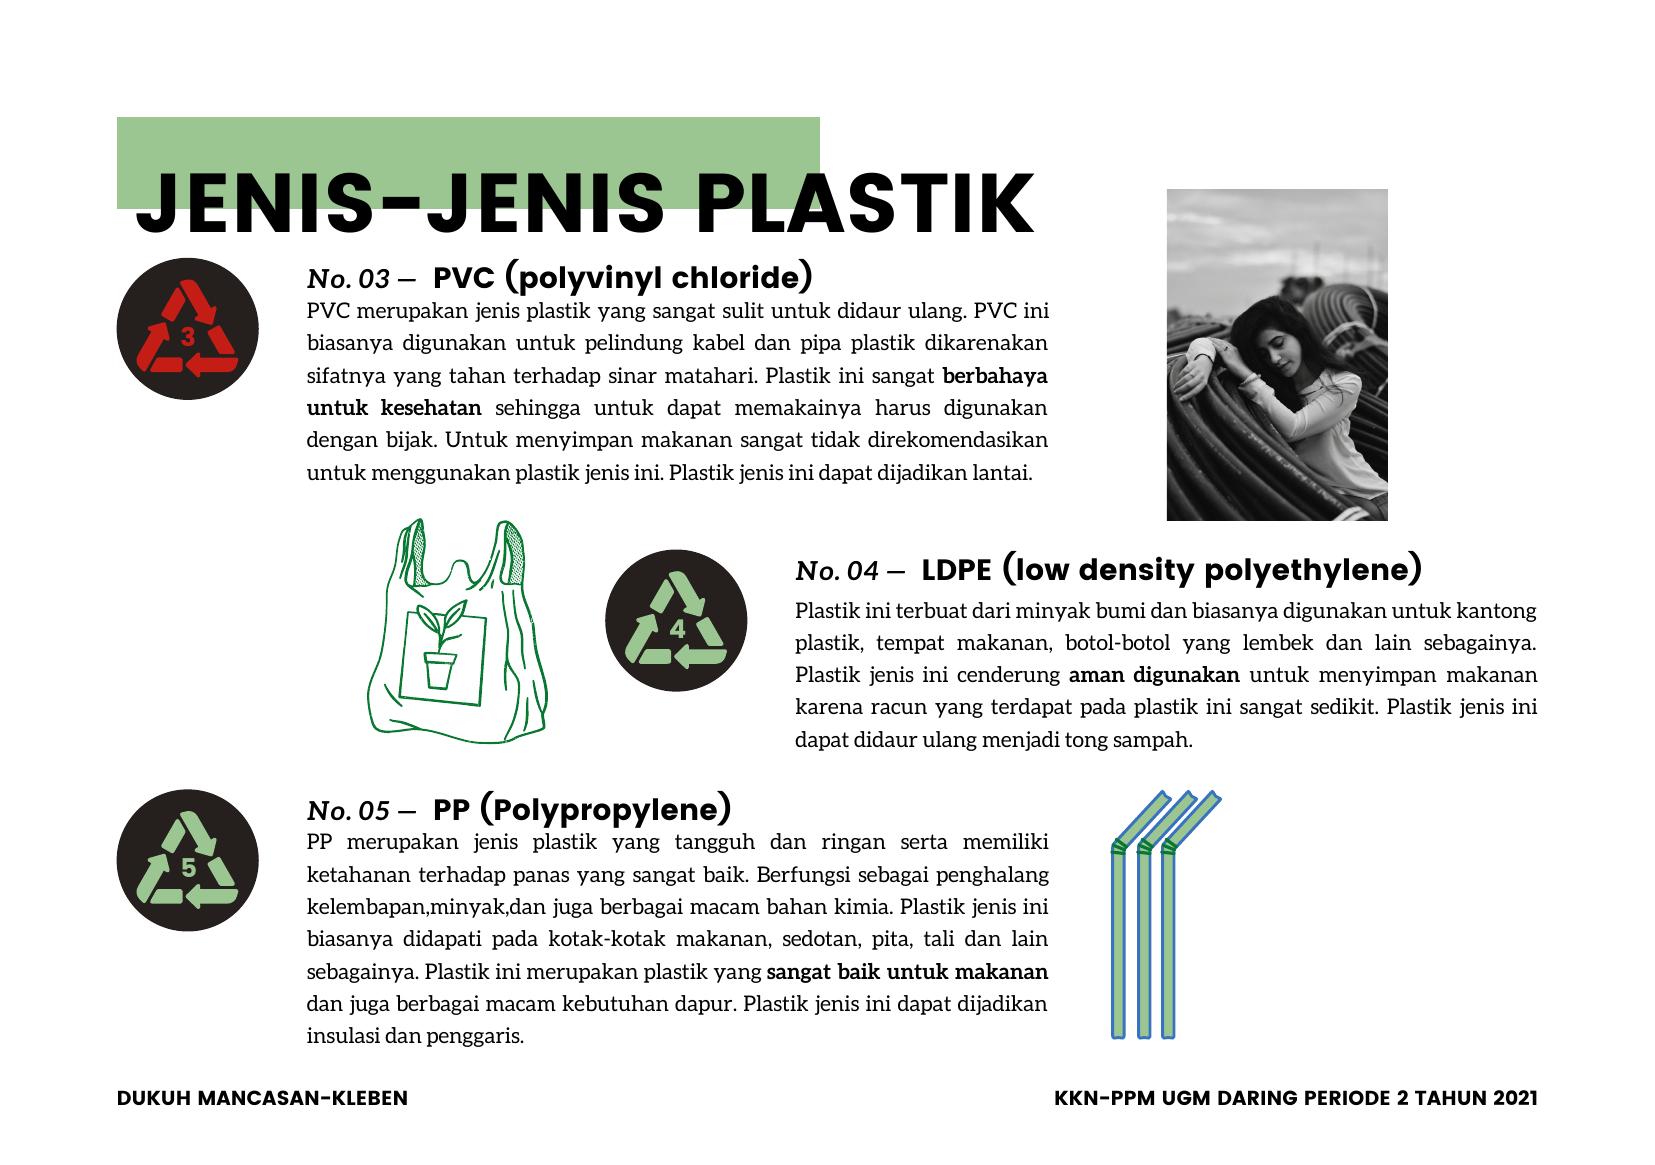 JENIS-JENIS PLASTIK
3
No. 03 — PVC (polyvinyl chloride)
PVC merupakan jenis plastik yang sangat sulit untuk didaur ulang. PVC ini
biasanya digunakan untuk pelindung kabel dan pipa plastik dikarenakan
sifatnya yang tahan terhadap sinar matahari. Plastik ini sangat berbahaya
untuk kesehatan sehingga untuk dapat memakainya harus digunakan
dengan bijak. Untuk menyimpan makanan sangat tidak direkomendasikan
untuk menggunakan plastik jenis ini. Plastik jenis ini dapat dijadikan lantai.
4
No. 04 — LDPE (low density polyethylene)
Plastik ini terbuat dari minyak bumi dan biasanya digunakan untuk kantong
plastik, tempat makanan, botol-botol yang lembek dan lain sebagainya.
Plastik jenis ini cenderung aman digunakan untuk menyimpan makanan
karena racun yang terdapat pada plastik ini sangat sedikit. Plastik jenis ini
dapat didaur ulang menjadi tong sampah.
5
No. 05 — PP (Polypropylene)
PP merupakan jenis plastik yang tangguh dan ringan serta memiliki
ketahanan terhadap panas yang sangat baik. Berfungsi sebagai penghalang
kelembapan,minyak,dan juga berbagai macam bahan kimia. Plastik jenis ini
biasanya didapati pada kotak-kotak makanan, sedotan, pita, tali dan lain
sebagainya. Plastik ini merupakan plastik yang sangat baik untuk makanan
dan juga berbagai macam kebutuhan dapur. Plastik jenis ini dapat dijadikan
insulasi dan penggaris.
DUKUH MANCASAN-KLEBEN
KKN-PPM UGM DARING PERIODE 2 TAHUN 2021